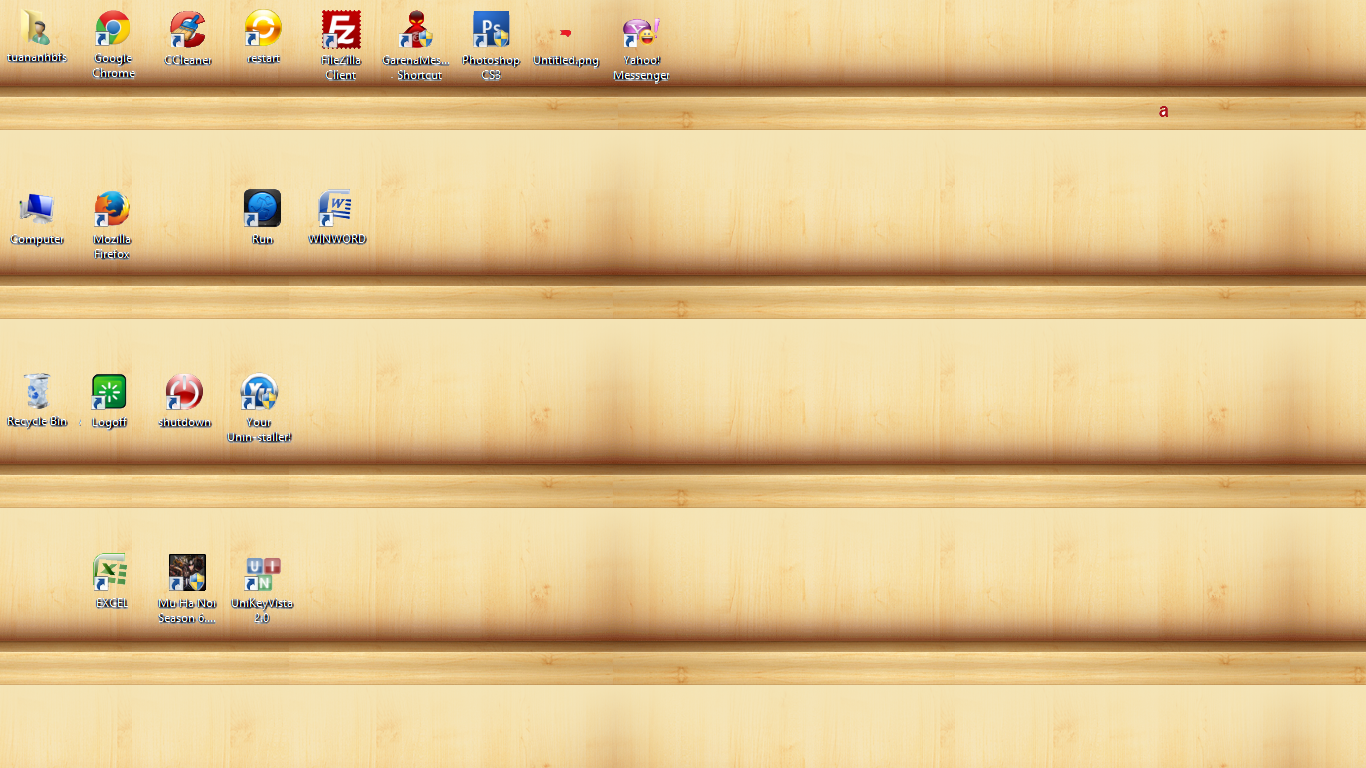 tuananhbfs
Google
Chrome
CCleaner
restart
FileZilla
Client
GarenaMes...
. Shortcut
Ps
Photoshop
CS3
Untitled.png
Yahoo!
Messenger
a
Computer
Mozilla
Firefox
Run
W
WINWORD
Recycle Bin
Logoff
shutdown
Your
Unin-staller!
EXCEL
Mu Ha Noi
Season 6....
U I
N
UniKeyVista
2.0